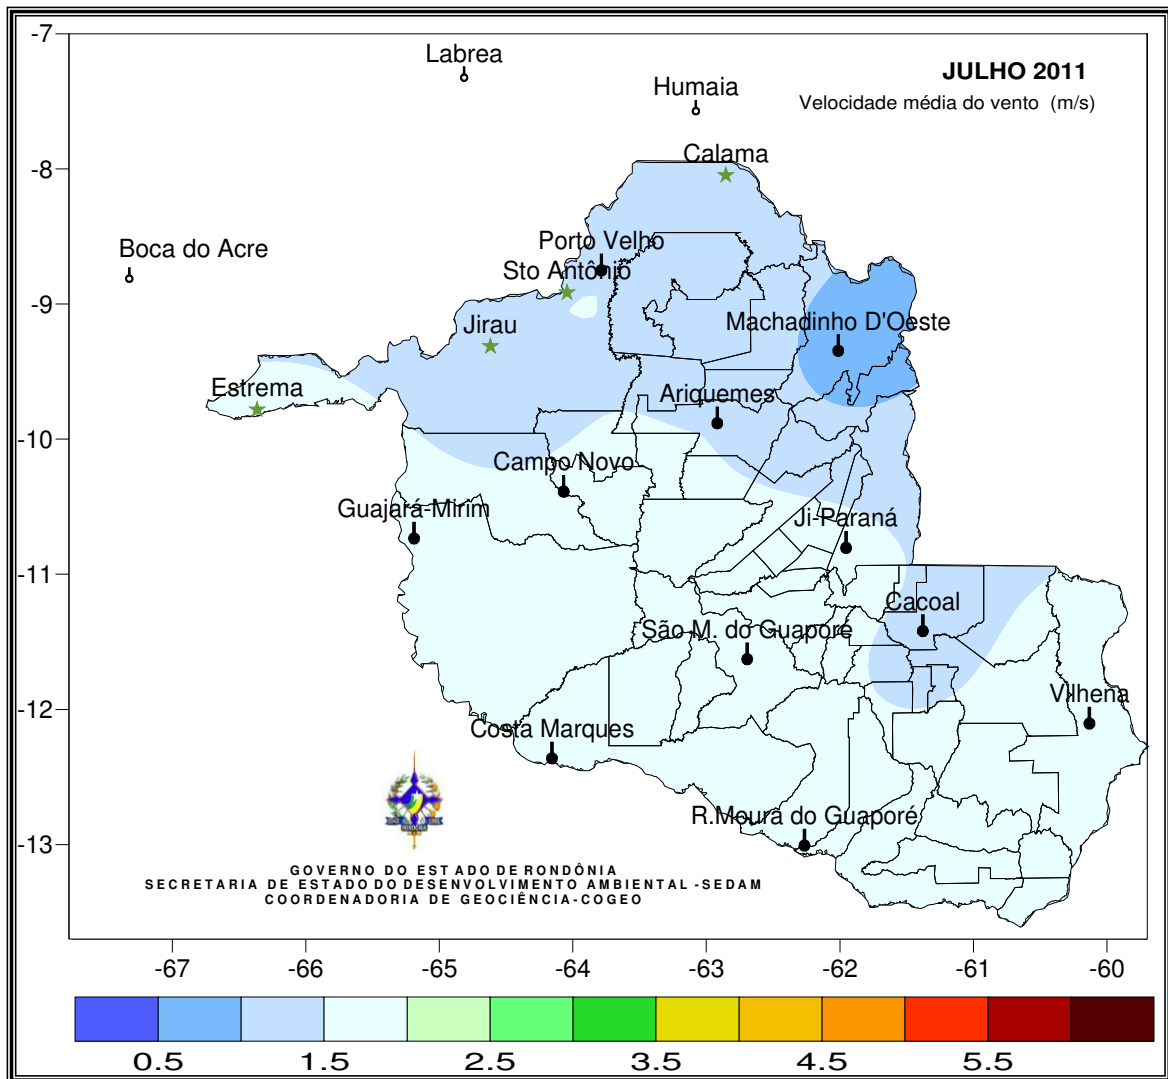 -7
Labrea
JULHO 2011
Humaia
Velocidade média do vento (m/s)
Calama
-8
Porto Velho
Boca do Acre
Sto Antônio
-9
Jirau
Machadinho D'Oeste
Estrema
Ariquemes
-10
Campo Novo
Guajará-Mirim
Ji-Paraná
-11
Cacoal
São M. do Guaporé
Vilhena
-12
Costa Marques
R.Moura do Guaporé
-13
RONDÔNIA
GOVERNO DO ESTADO DE RONDÔNIA
SECRETARIA DE ESTADO DO DESENVOLVIMENTO AMBIENTAL -SEDAM
COORDENADORIA DE GEOCIÊNCIA-COGEO
-67 -66 -65 -64 -63 -62 -61 -60
0.5 1.5 2.5 3.5 4.5 5.5